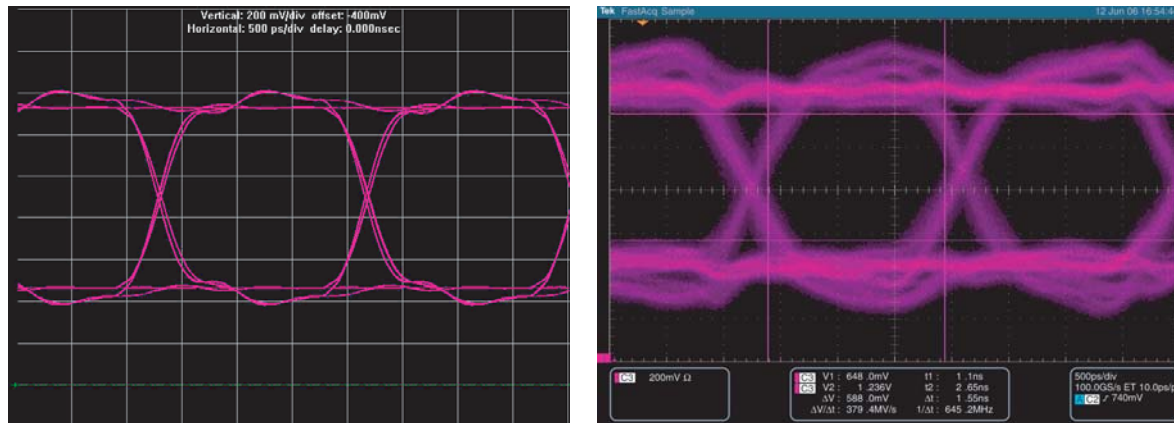 Vertical: 200 mV/div offset: -400mV
Horizontal: 500 ps/div delay: 0.000nsec
Tek FastAcq Sample
12 Jun 06 16:54:4
C3 200mV Ω
C3 V1 : 648 .0mV t1 : 1 .1ns
C3 V2 : 1 .236V t2 : 2 .65ns
ΔV : 588 .0mV Δt : 1 .55ns
ΔV/Δt : 379 .4MV/s 1/Δt : 645 .2MHz
500ps/div
100.0GS/s ET 10.0ps/p
A C2 ∕ 740mV